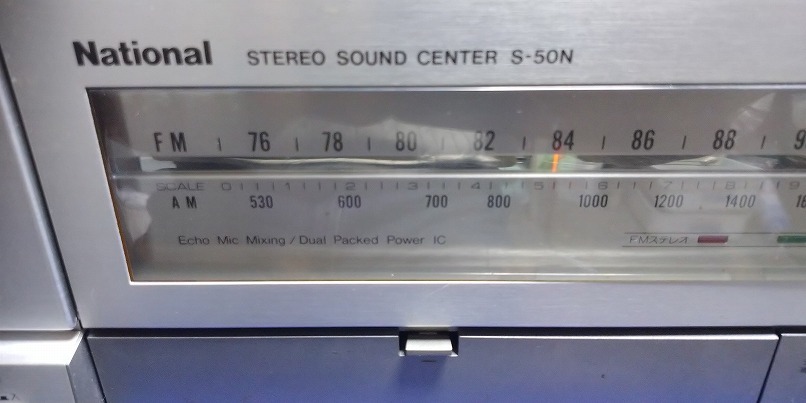 National STEREO SOUND CENTER S-50N
FM 76 78 80 82 84 86 88 9
SCALE 0 1 2 3 4 5 6 7 8 9
AM 530 600 700 800 1000 1200 1400
Echo Mic Mixing / Dual Packed Power IC FMステレオ